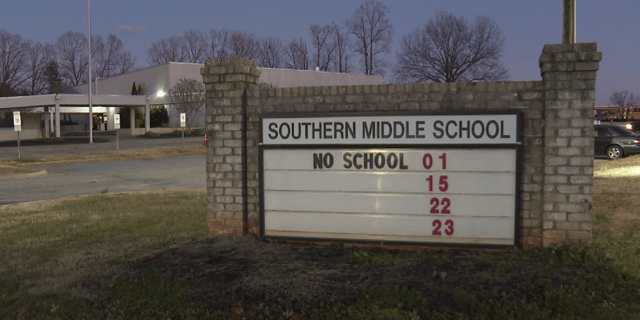 SOUTHERN MIDDLE SCHOOL
NO SCHOOL 01
15
22
23